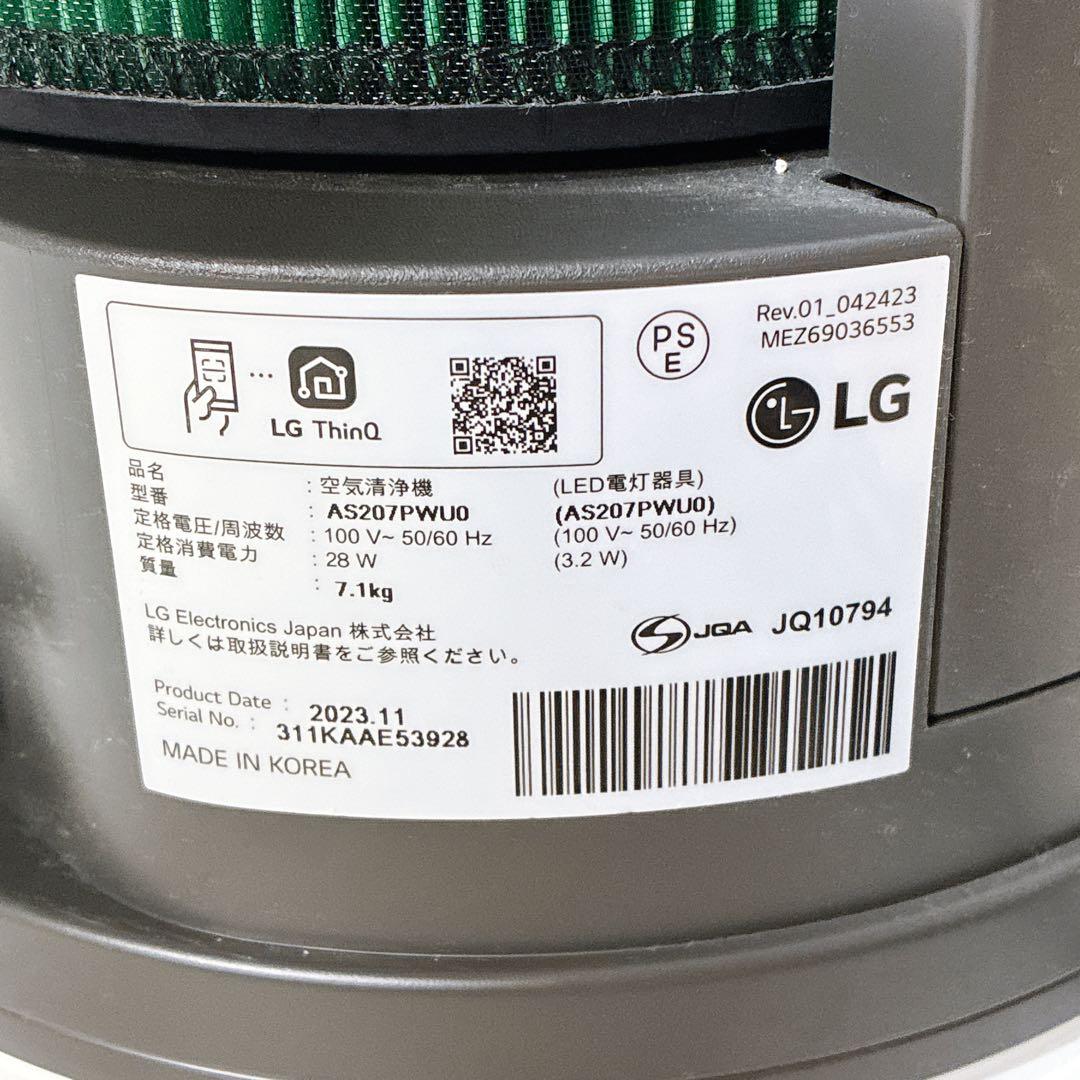 Rev.01_042423
MEZ69036553
PS
E
LG
LG ThinQ
品名 : 空気清浄機 (LED電灯器具)
型番 : AS207PWU0 (AS207PWU0)
定格電圧/周波数 : 100 V~ 50/60 Hz (100 V~ 50/60 Hz)
定格消費電力 : 28 W (3.2 W)
質量 : 7.1kg
LG Electronics Japan 株式会社
詳しくは取扱説明書をご参照ください。
JQA JQ10794
Product Date : 2023.11
Serial No. : 311KAAE53928
MADE IN KOREA